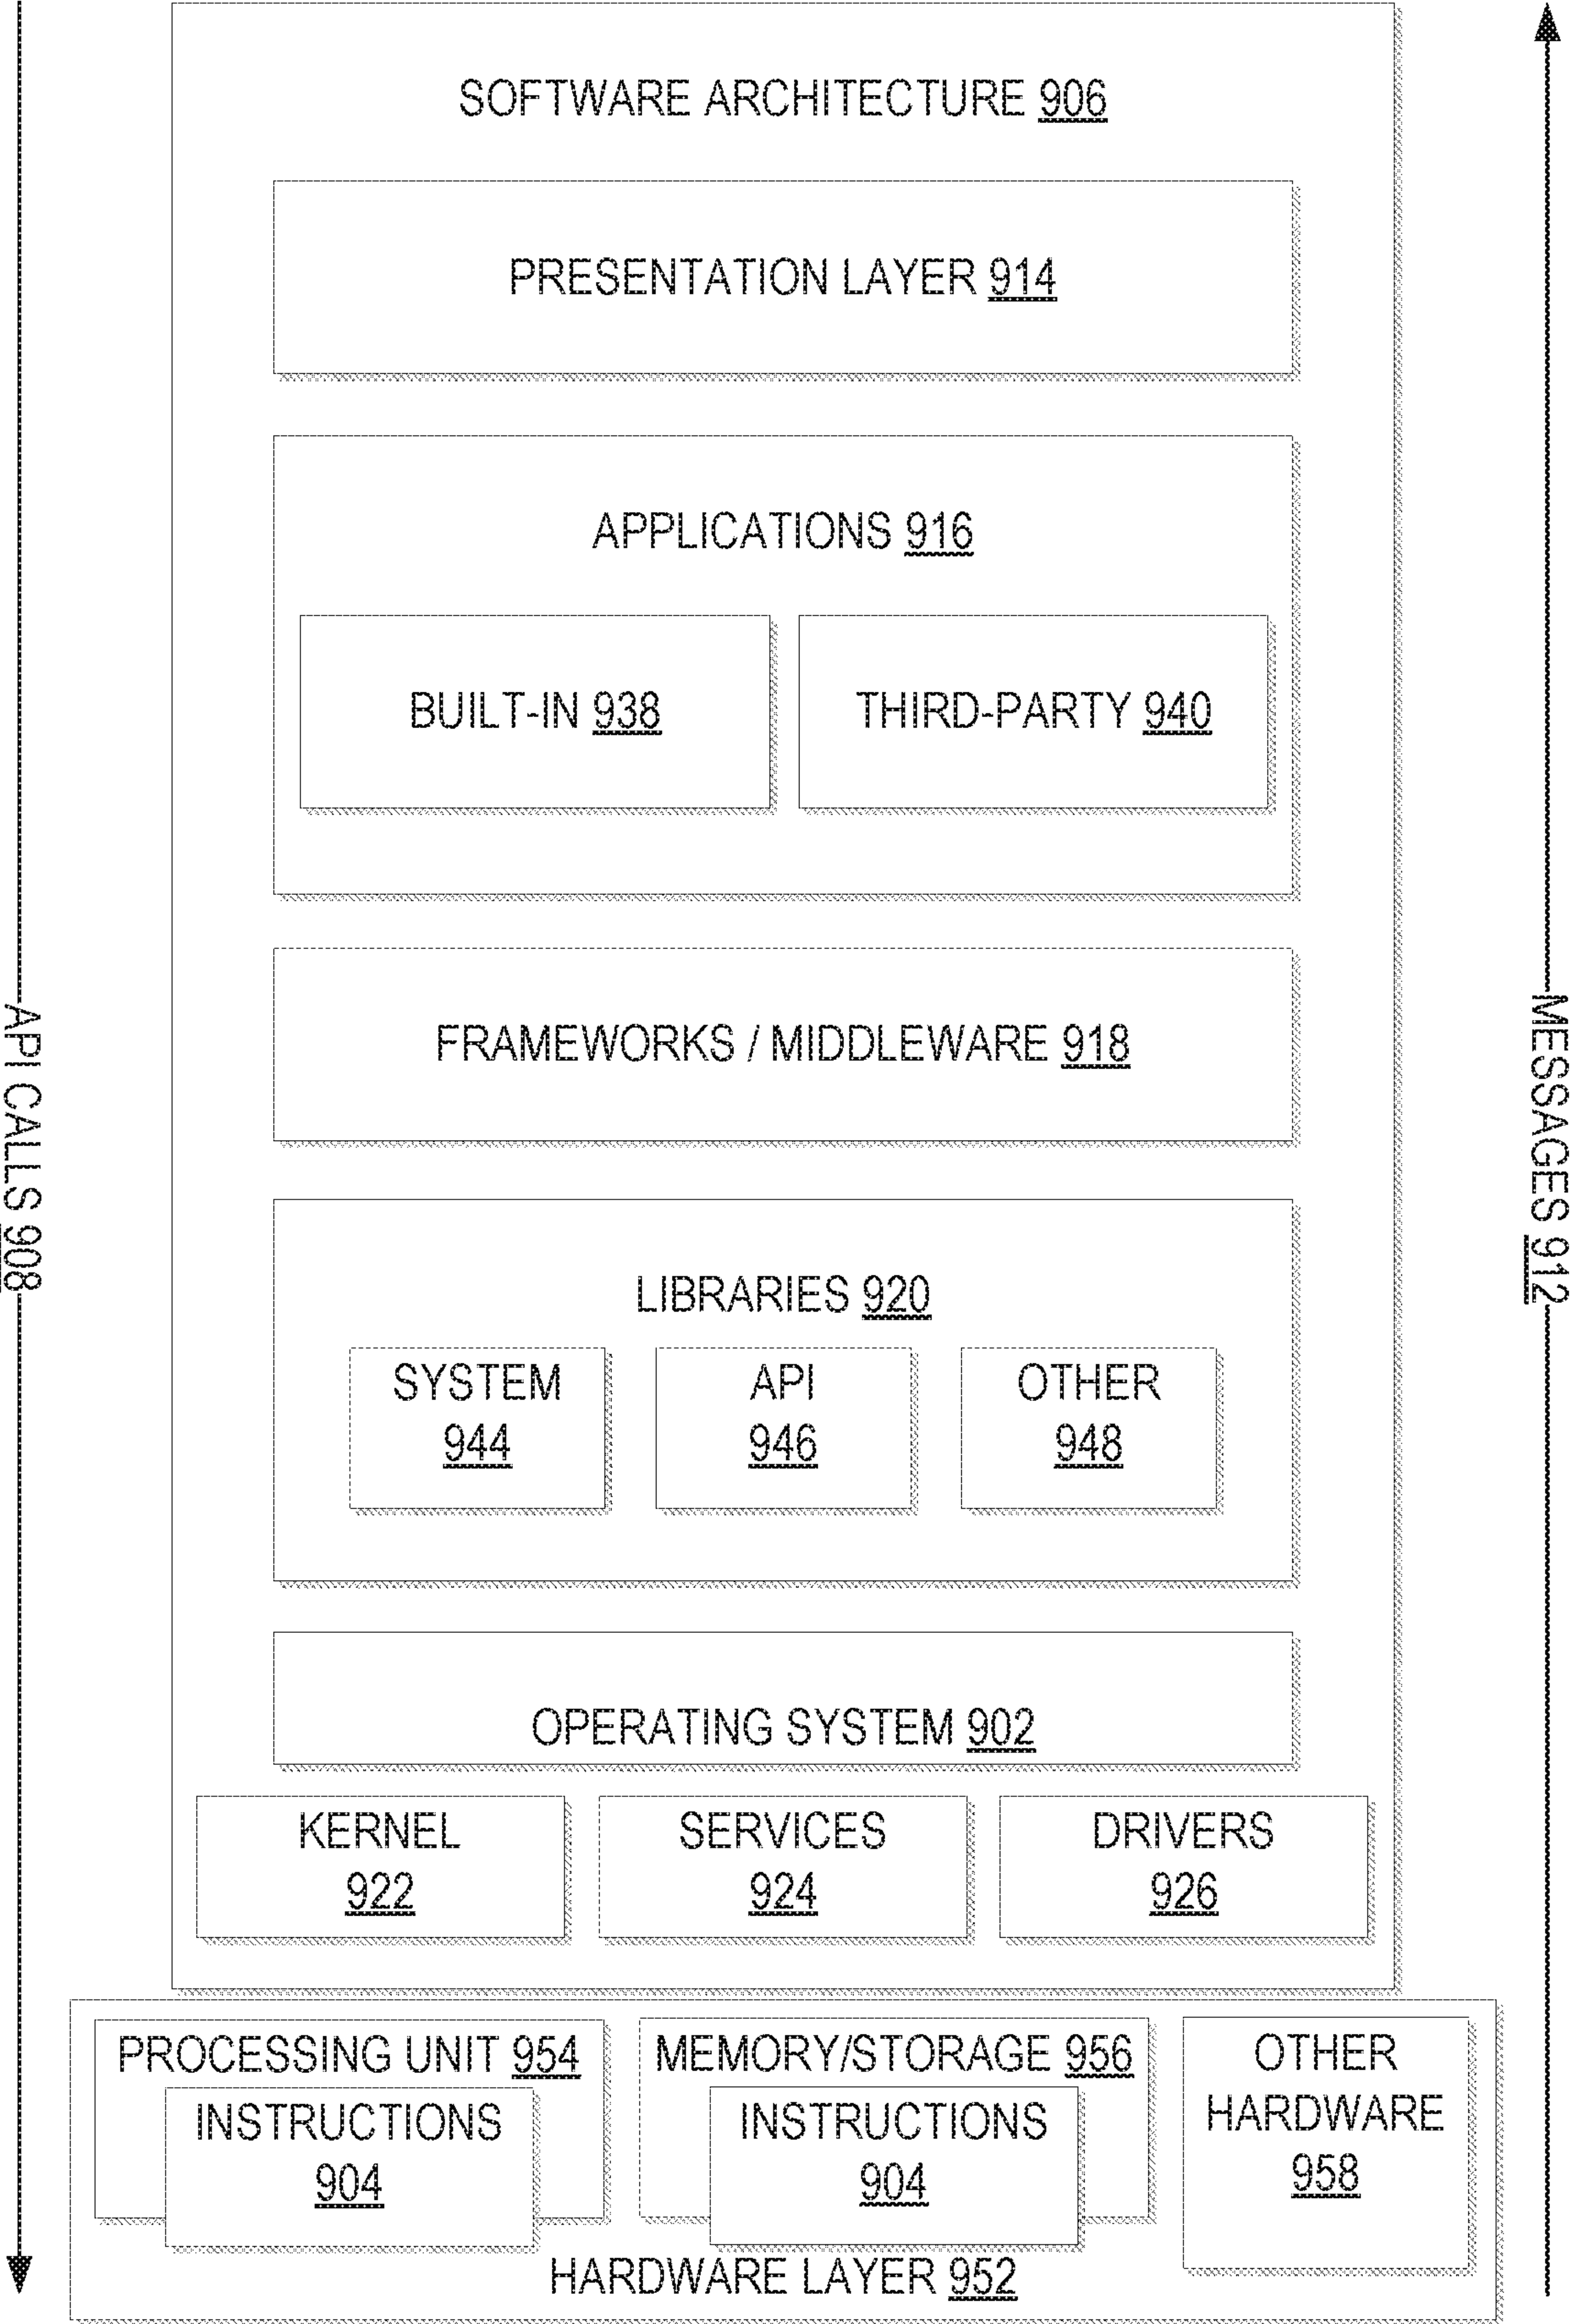 SOFTWARE ARCHITECTURE 906
PRESENTATION LAYER 914
APPLICATIONS 916
BUILT-IN 938
THIRD-PARTY 940
FRAMEWORKS / MIDDLEWARE 918
API CALLS 908
MESSAGES 912
LIBRARIES 920
SYSTEM
944
API
946
OTHER
948
OPERATING SYSTEM 902
KERNEL
922
SERVICES
924
DRIVERS
926
PROCESSING UNIT 954
INSTRUCTIONS
904
MEMORY/STORAGE 956
INSTRUCTIONS
904
OTHER
HARDWARE
958
HARDWARE LAYER 952